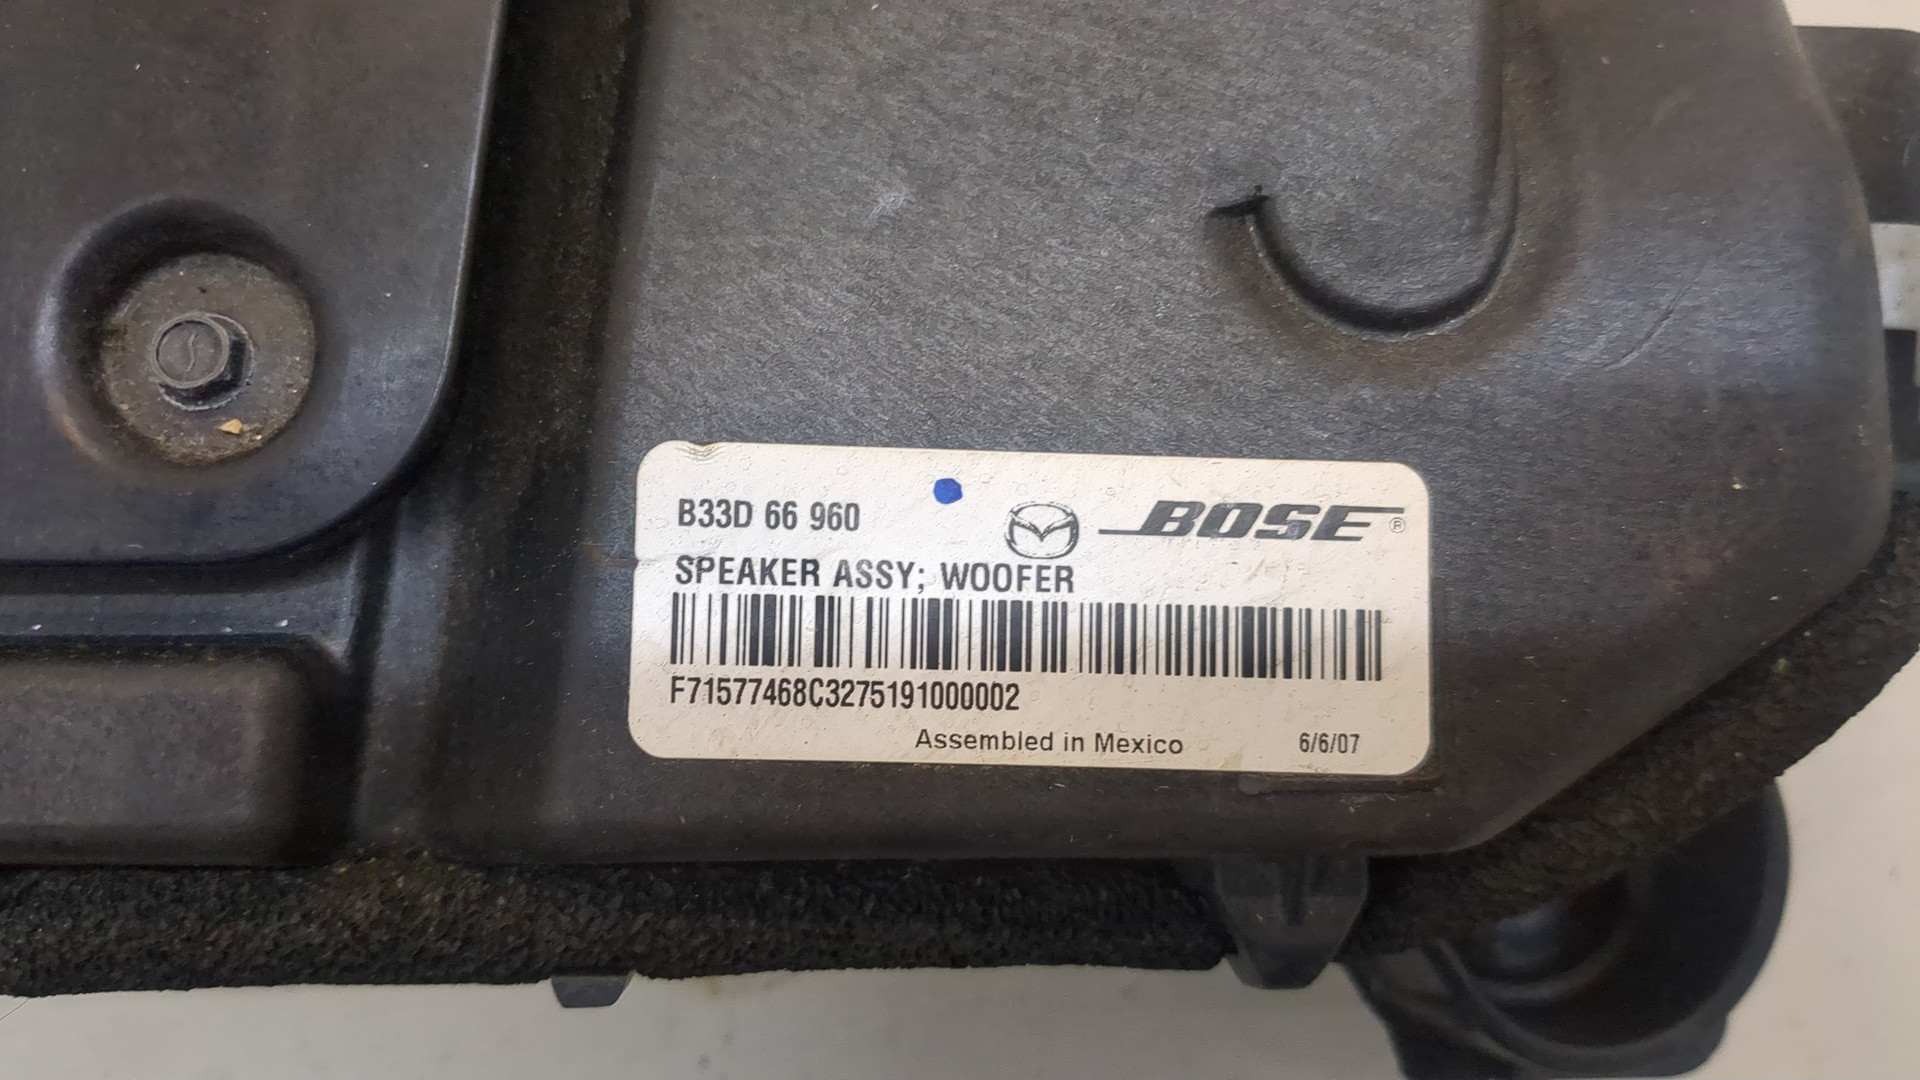 B33D 66 960
BOSE®
SPEAKER ASSY; WOOFER
F71577468C3275191000002
Assembled in Mexico 6/6/07